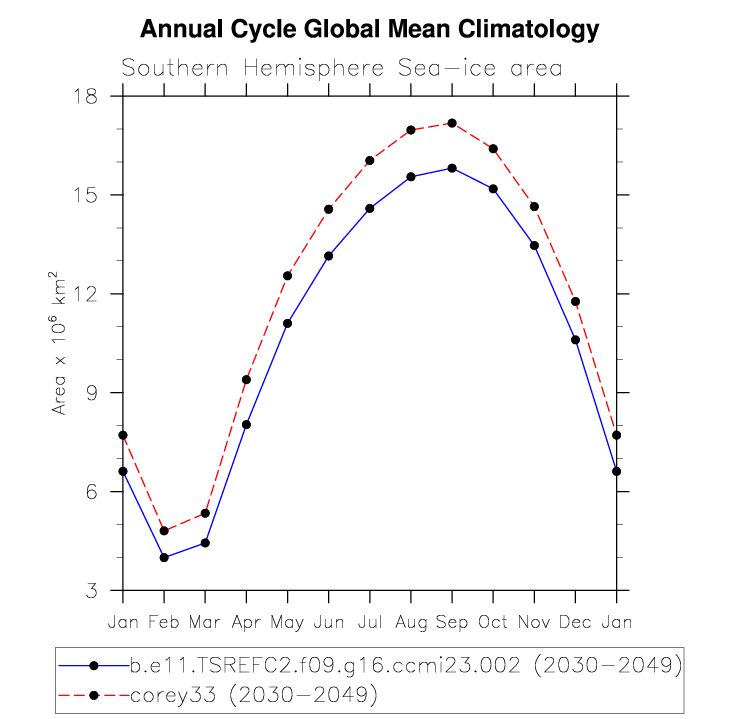 Annual Cycle Global Mean Climatology
Southern Hemisphere Sea-ice area
18
15
12
9
6
3
Area x 10⁶ km²
Jan Feb Mar Apr May Jun Jul Aug Sep Oct Nov Dec Jan
b.e11.TSREFC2.f09.g16.ccmi23.002 (2030-2049)
corey33 (2030-2049)